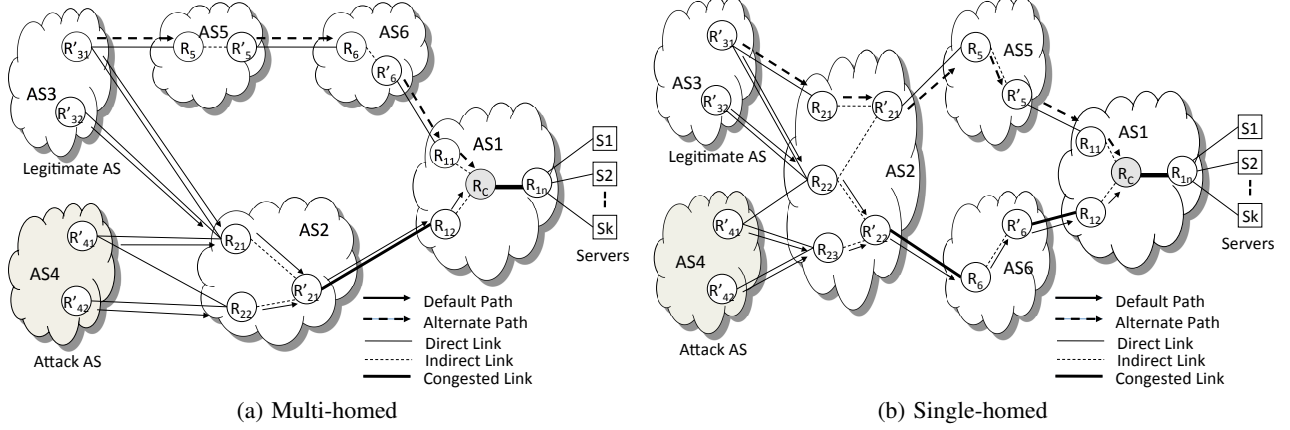 AS5
AS6
R'31
R5
R'5
R6
R'6
AS3
R'32
AS1
R11
S1
Legitimate AS
RC
R1n
S2
R12
Sk
Servers
R'41
R21
AS2
AS4
R'42
R22
R'21
Attack AS
Default Path
Alternate Path
Direct Link
Indirect Link
Congested Link
(a) Multi-homed
R'31
R5
AS5
AS3
R'32
R21
R'21
R'5
AS1
R11
S1
Legitimate AS
R22
AS2
RC
R1n
S2
R12
Sk
Servers
R'41
R23
R'22
R'6
AS4
R'42
R6
AS6
Attack AS
Default Path
Alternate Path
Direct Link
Indirect Link
Congested Link
(b) Single-homed